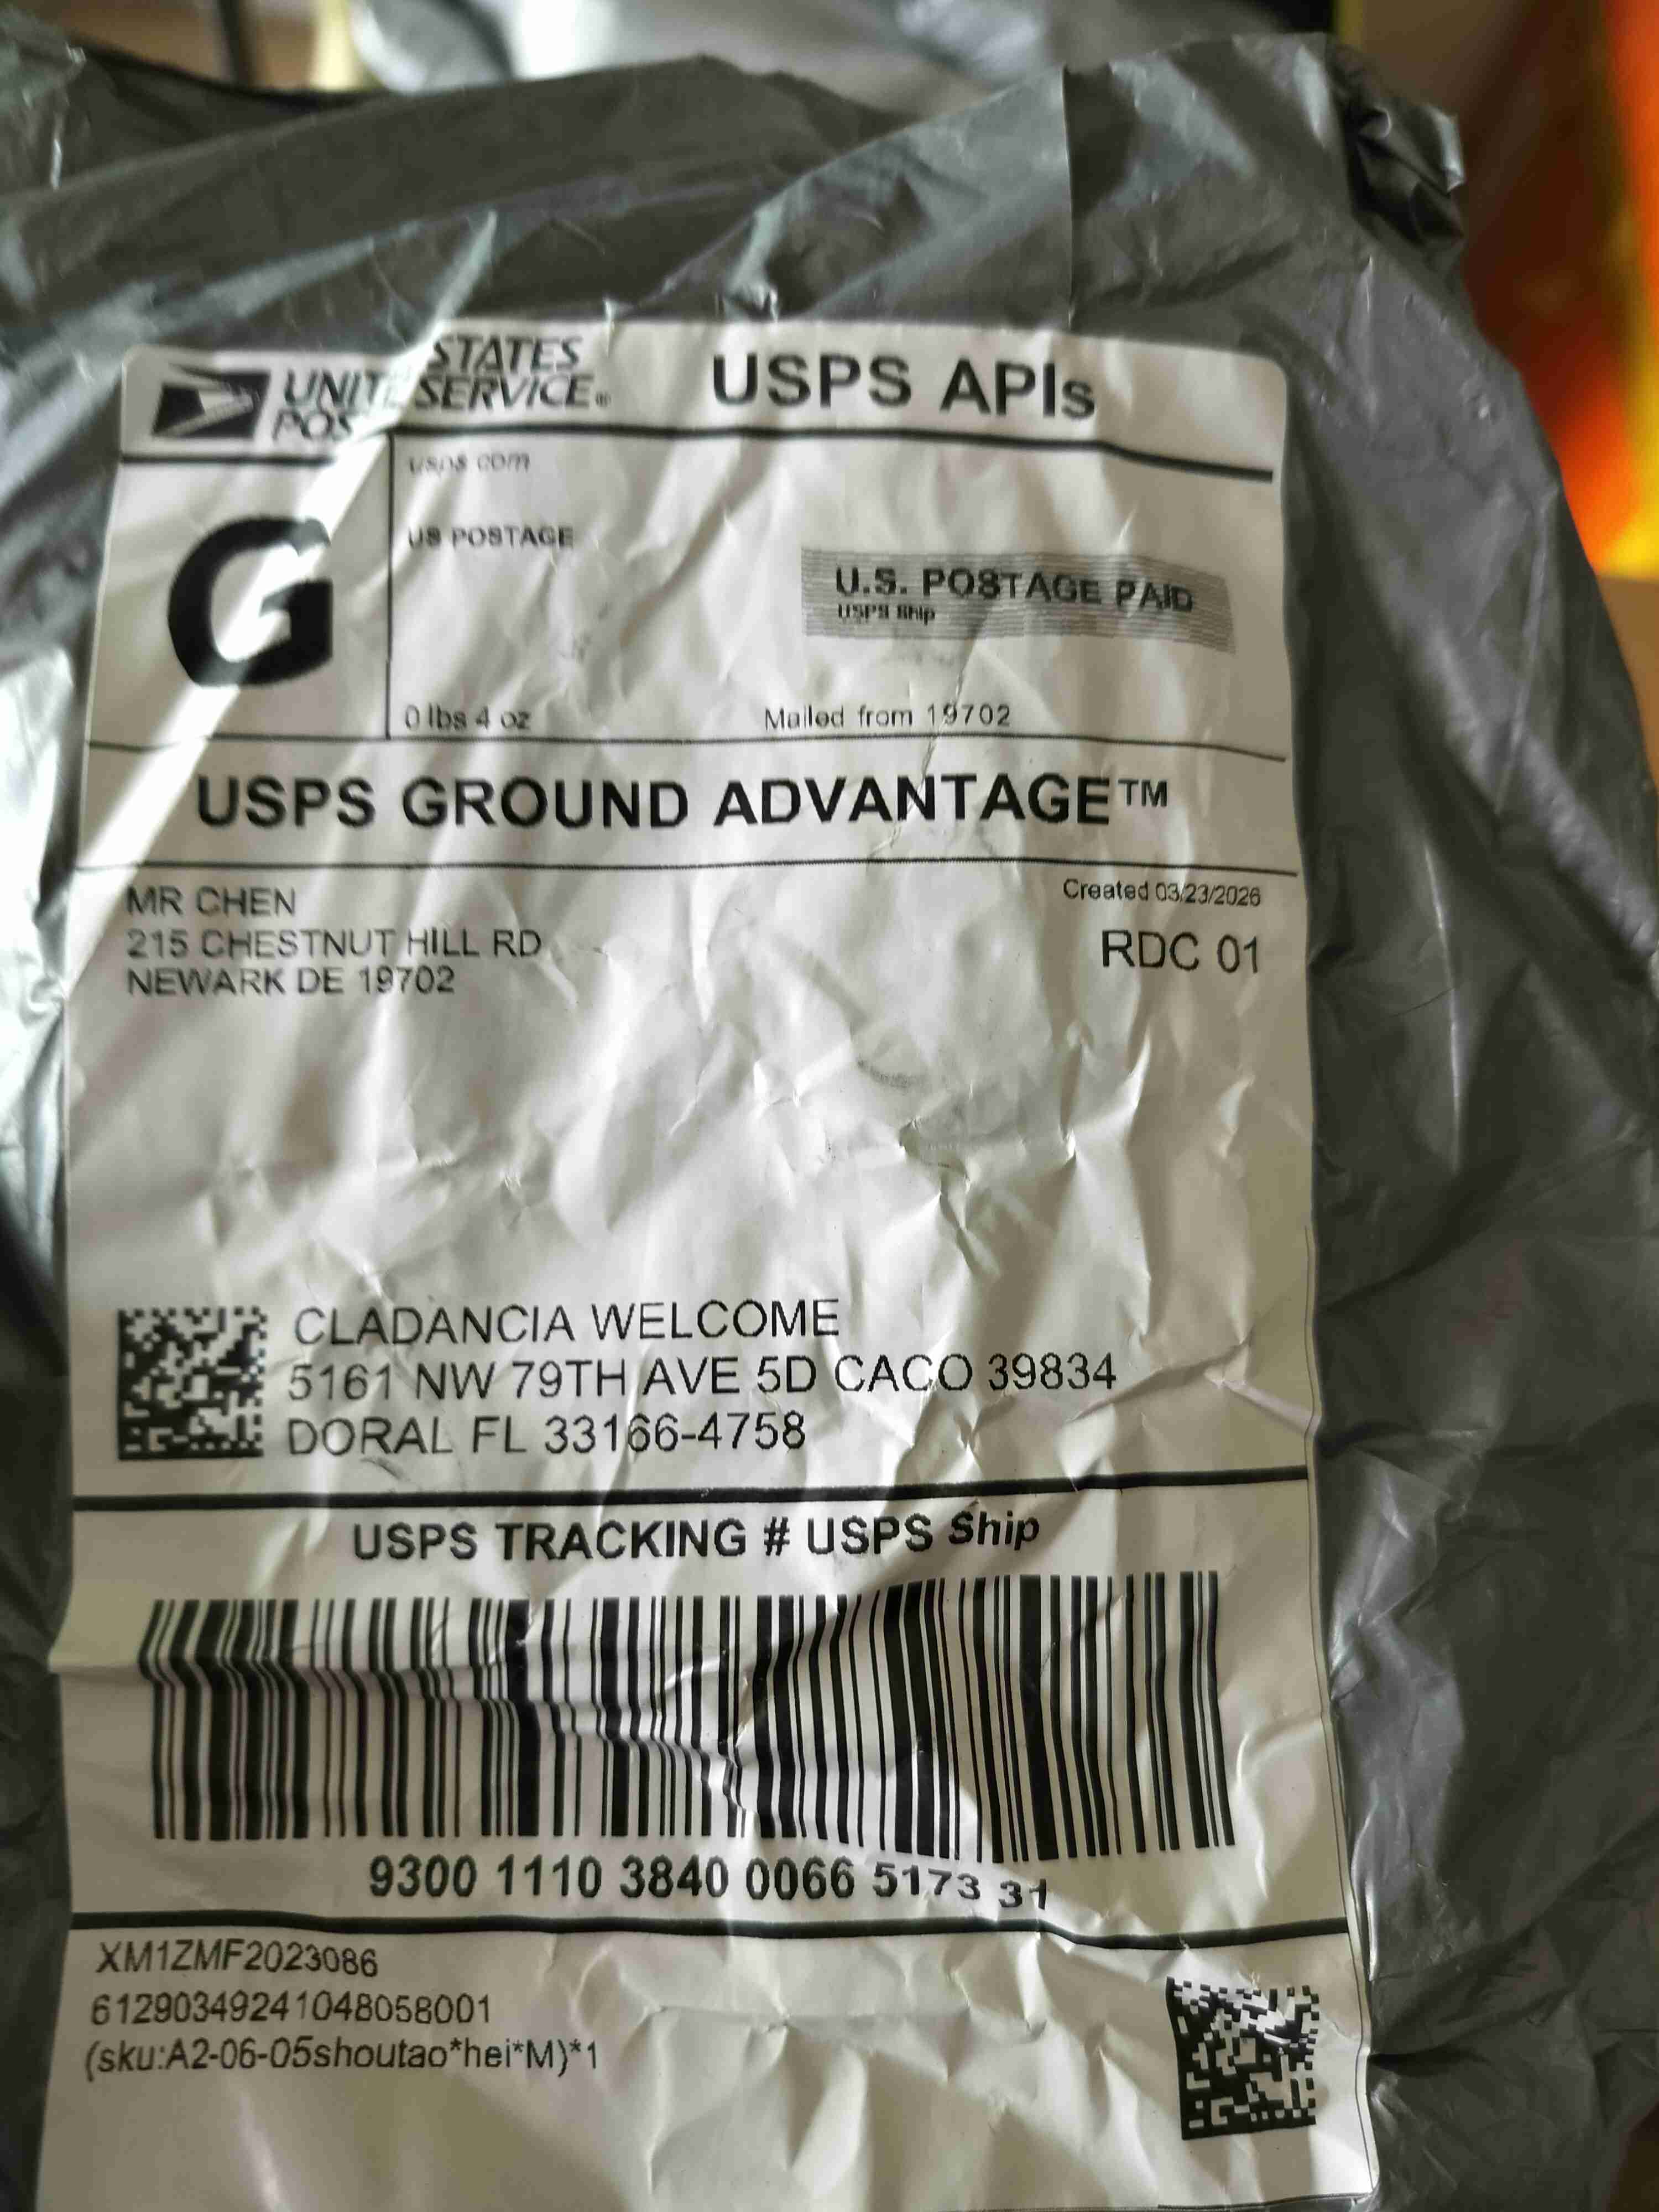 STATES
UNIT SERVICE®
POS
USPS APIs
usps com
G
US POSTAGE
U.S. POSTAGE PAID
USPS Ship
0 lbs 4 oz
Mailed from 19702
USPS GROUND ADVANTAGE™
MR CHEN
215 CHESTNUT HILL RD
NEWARK DE 19702
Created 03/23/2026
RDC 01
CLADANCIA WELCOME
5161 NW 79TH AVE 5D CACO 39834
DORAL FL 33166-4758
USPS TRACKING # USPS Ship
9300 1110 3840 0066 5173 31
XM1ZMF2023086
61290349241048058001
(sku:A2-06-05shoutao*hei*M)*1